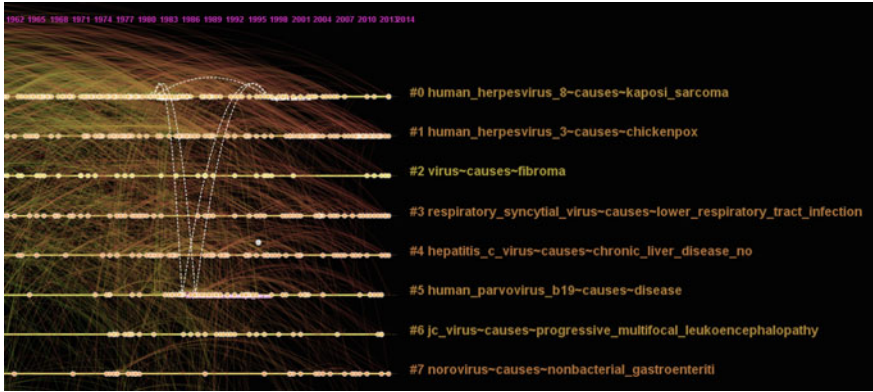 1962 1965 1968 1971 1974 1977 1980 1983 1986 1989 1992 1995 1998 2001 2004 2007 2010 2013 2014
#0 human_herpesvirus_8~causes~kaposi_sarcoma
#1 human_herpesvirus_3~causes~chickenpox
#2 virus~causes~fibroma
#3 respiratory_syncytial_virus~causes~lower_respiratory_tract_infection
#4 hepatitis_c_virus~causes~chronic_liver_disease_no
#5 human_parvovirus_b19~causes~disease
#6 jc_virus~causes~progressive_multifocal_leukoencephalopathy
#7 norovirus~causes~nonbacterial_gastroenteriti